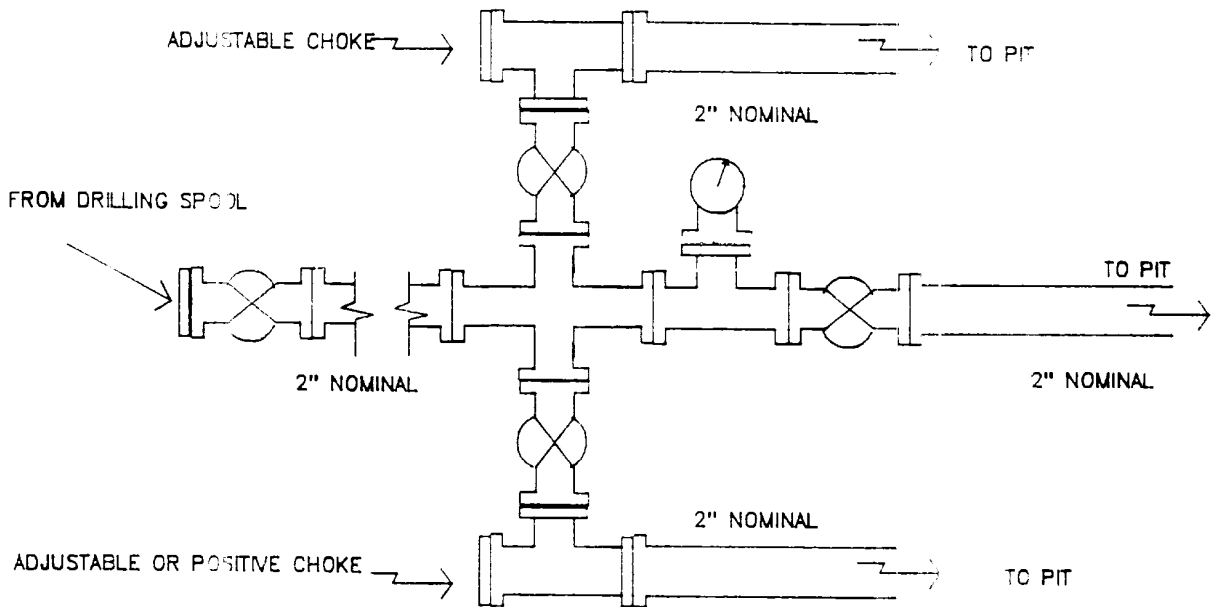 ADJUSTABLE CHOKE
TO PIT
2" NOMINAL
FROM DRILLING SPOOL
TO PIT
2" NOMINAL
2" NOMINAL
2" NOMINAL
ADJUSTABLE OR POSITIVE CHOKE
TO PIT